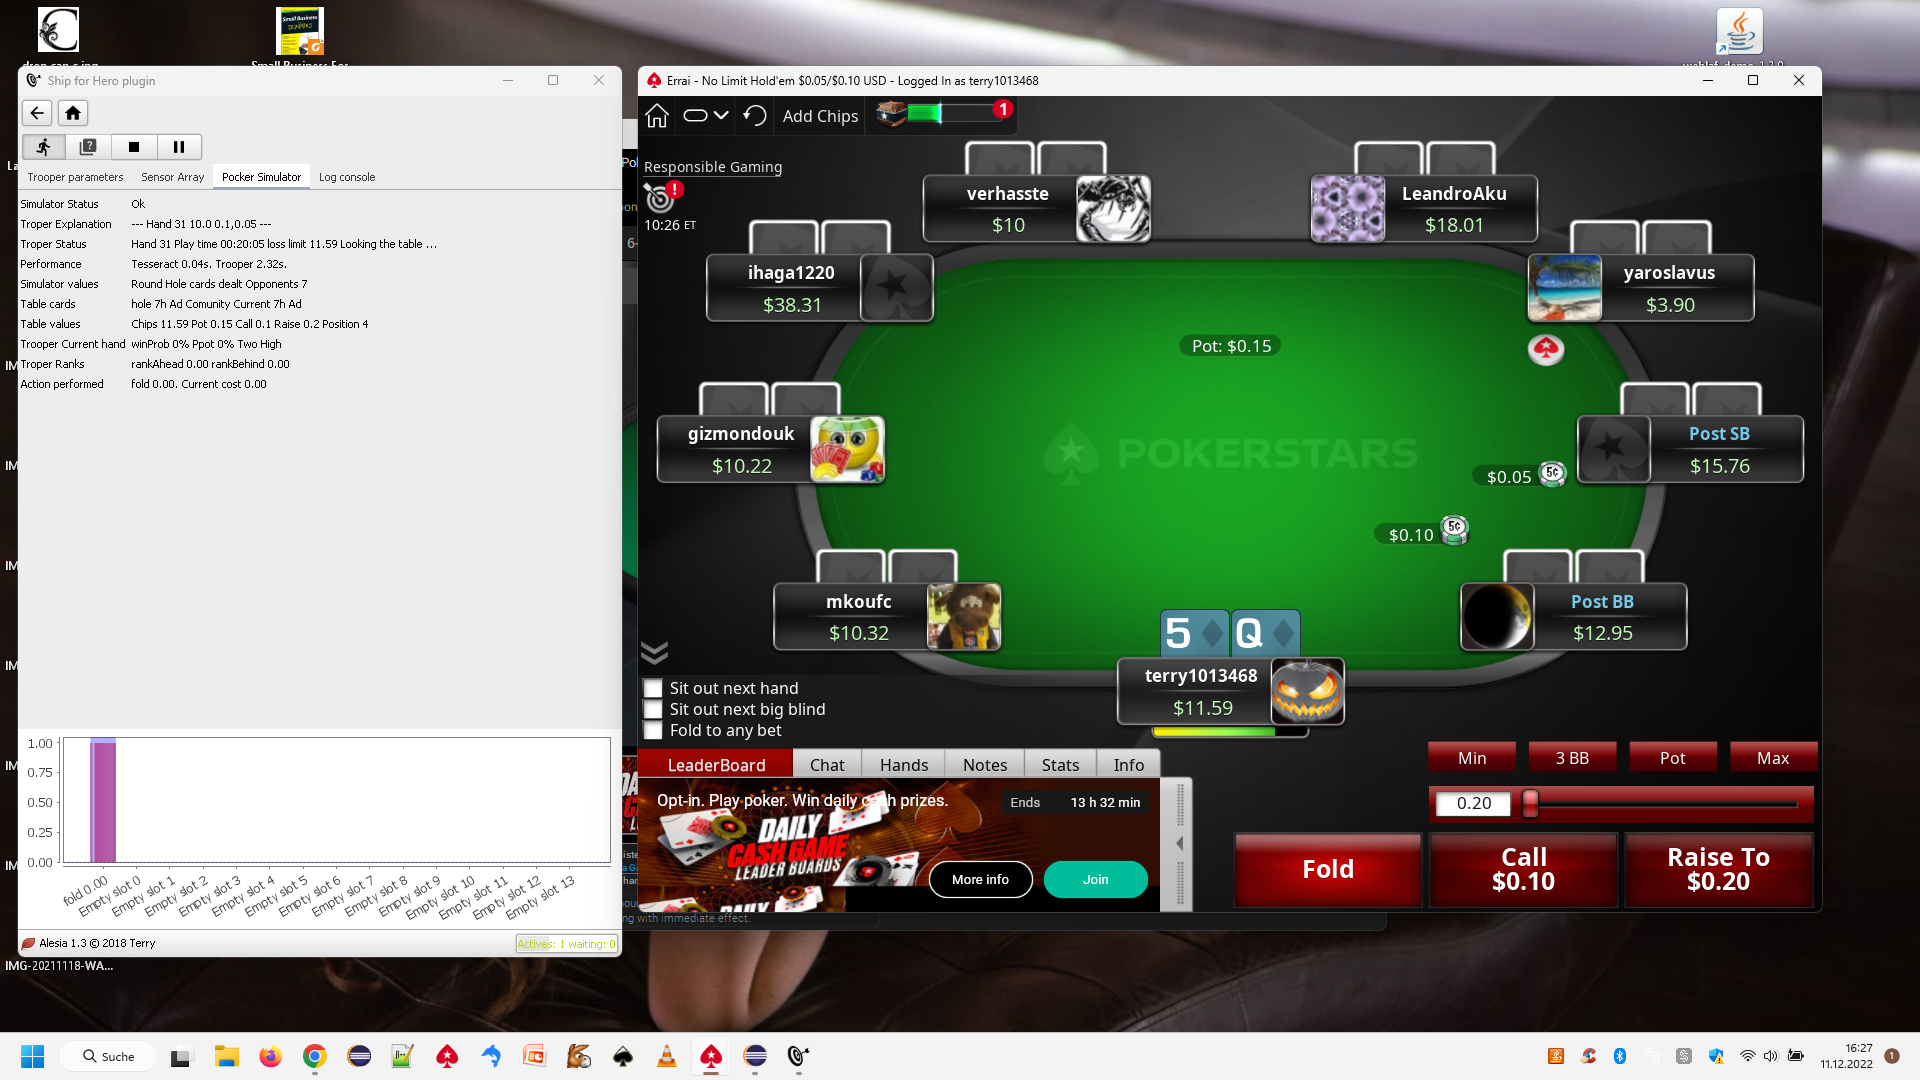 Ship for Hero plugin
Trooper parameters
Sensor Array
Pocker Simulator
Log console
Simulator Status Ok
Troper Explanation --- Hand 31 10.0 0.1,0.05 ---
Troper Status Hand 31 Play time 00:20:05 loss limit 11.59 Looking the table ...
Performance Tesseract 0.04s. Trooper 2.32s.
Simulator values Round Hole cards dealt Opponents 7
Table cards hole 7h Ad Comunity Current 7h Ad
Table values Chips 11.59 Pot 0.15 Call 0.1 Raise 0.2 Position 4
Trooper Current hand winProb 0% Ppot 0% Two High
Troper Ranks rankAhead 0.00 rankBehind 0.00
Action performed fold 0.00. Current cost 0.00
1.00
0.75
0.50
0.25
0.00
fold 0.00
Empty slot 0
Empty slot 1
Empty slot 2
Empty slot 3
Empty slot 4
Empty slot 5
Empty slot 6
Empty slot 7
Empty slot 8
Empty slot 9
Empty slot 10
Empty slot 11
Empty slot 12
Empty slot 13
Alesia 1.3 © 2018 Terry
Actives: 1 waiting: 0
IMG-20211118-WA...
Errai - No Limit Hold'em $0.05/$0.10 USD - Logged In as terry1013468
Add Chips
1
Responsible Gaming
10:26 ET
verhasste
$10
LeandroAku
$18.01
ihaga1220
$38.31
yaroslavus
$3.90
Pot: $0.15
gizmondouk
$10.22
POKERSTARS
Post SB
$15.76
$0.05
5¢
$0.10
5¢
mkoufc
$10.32
Post BB
$12.95
5
Q
terry1013468
$11.59
Sit out next hand
Sit out next big blind
Fold to any bet
LeaderBoard
Chat
Hands
Notes
Stats
Info
Opt-in. Play poker. Win daily cash prizes.
Ends 13 h 32 min
DAILY
CASH GAME
LEADER BOARDS
More info
Join
ng with immediate effect.
Min
3 BB
Pot
Max
0.20
Fold
Call
$0.10
Raise To
$0.20
Suche
16:27
11.12.2022
1